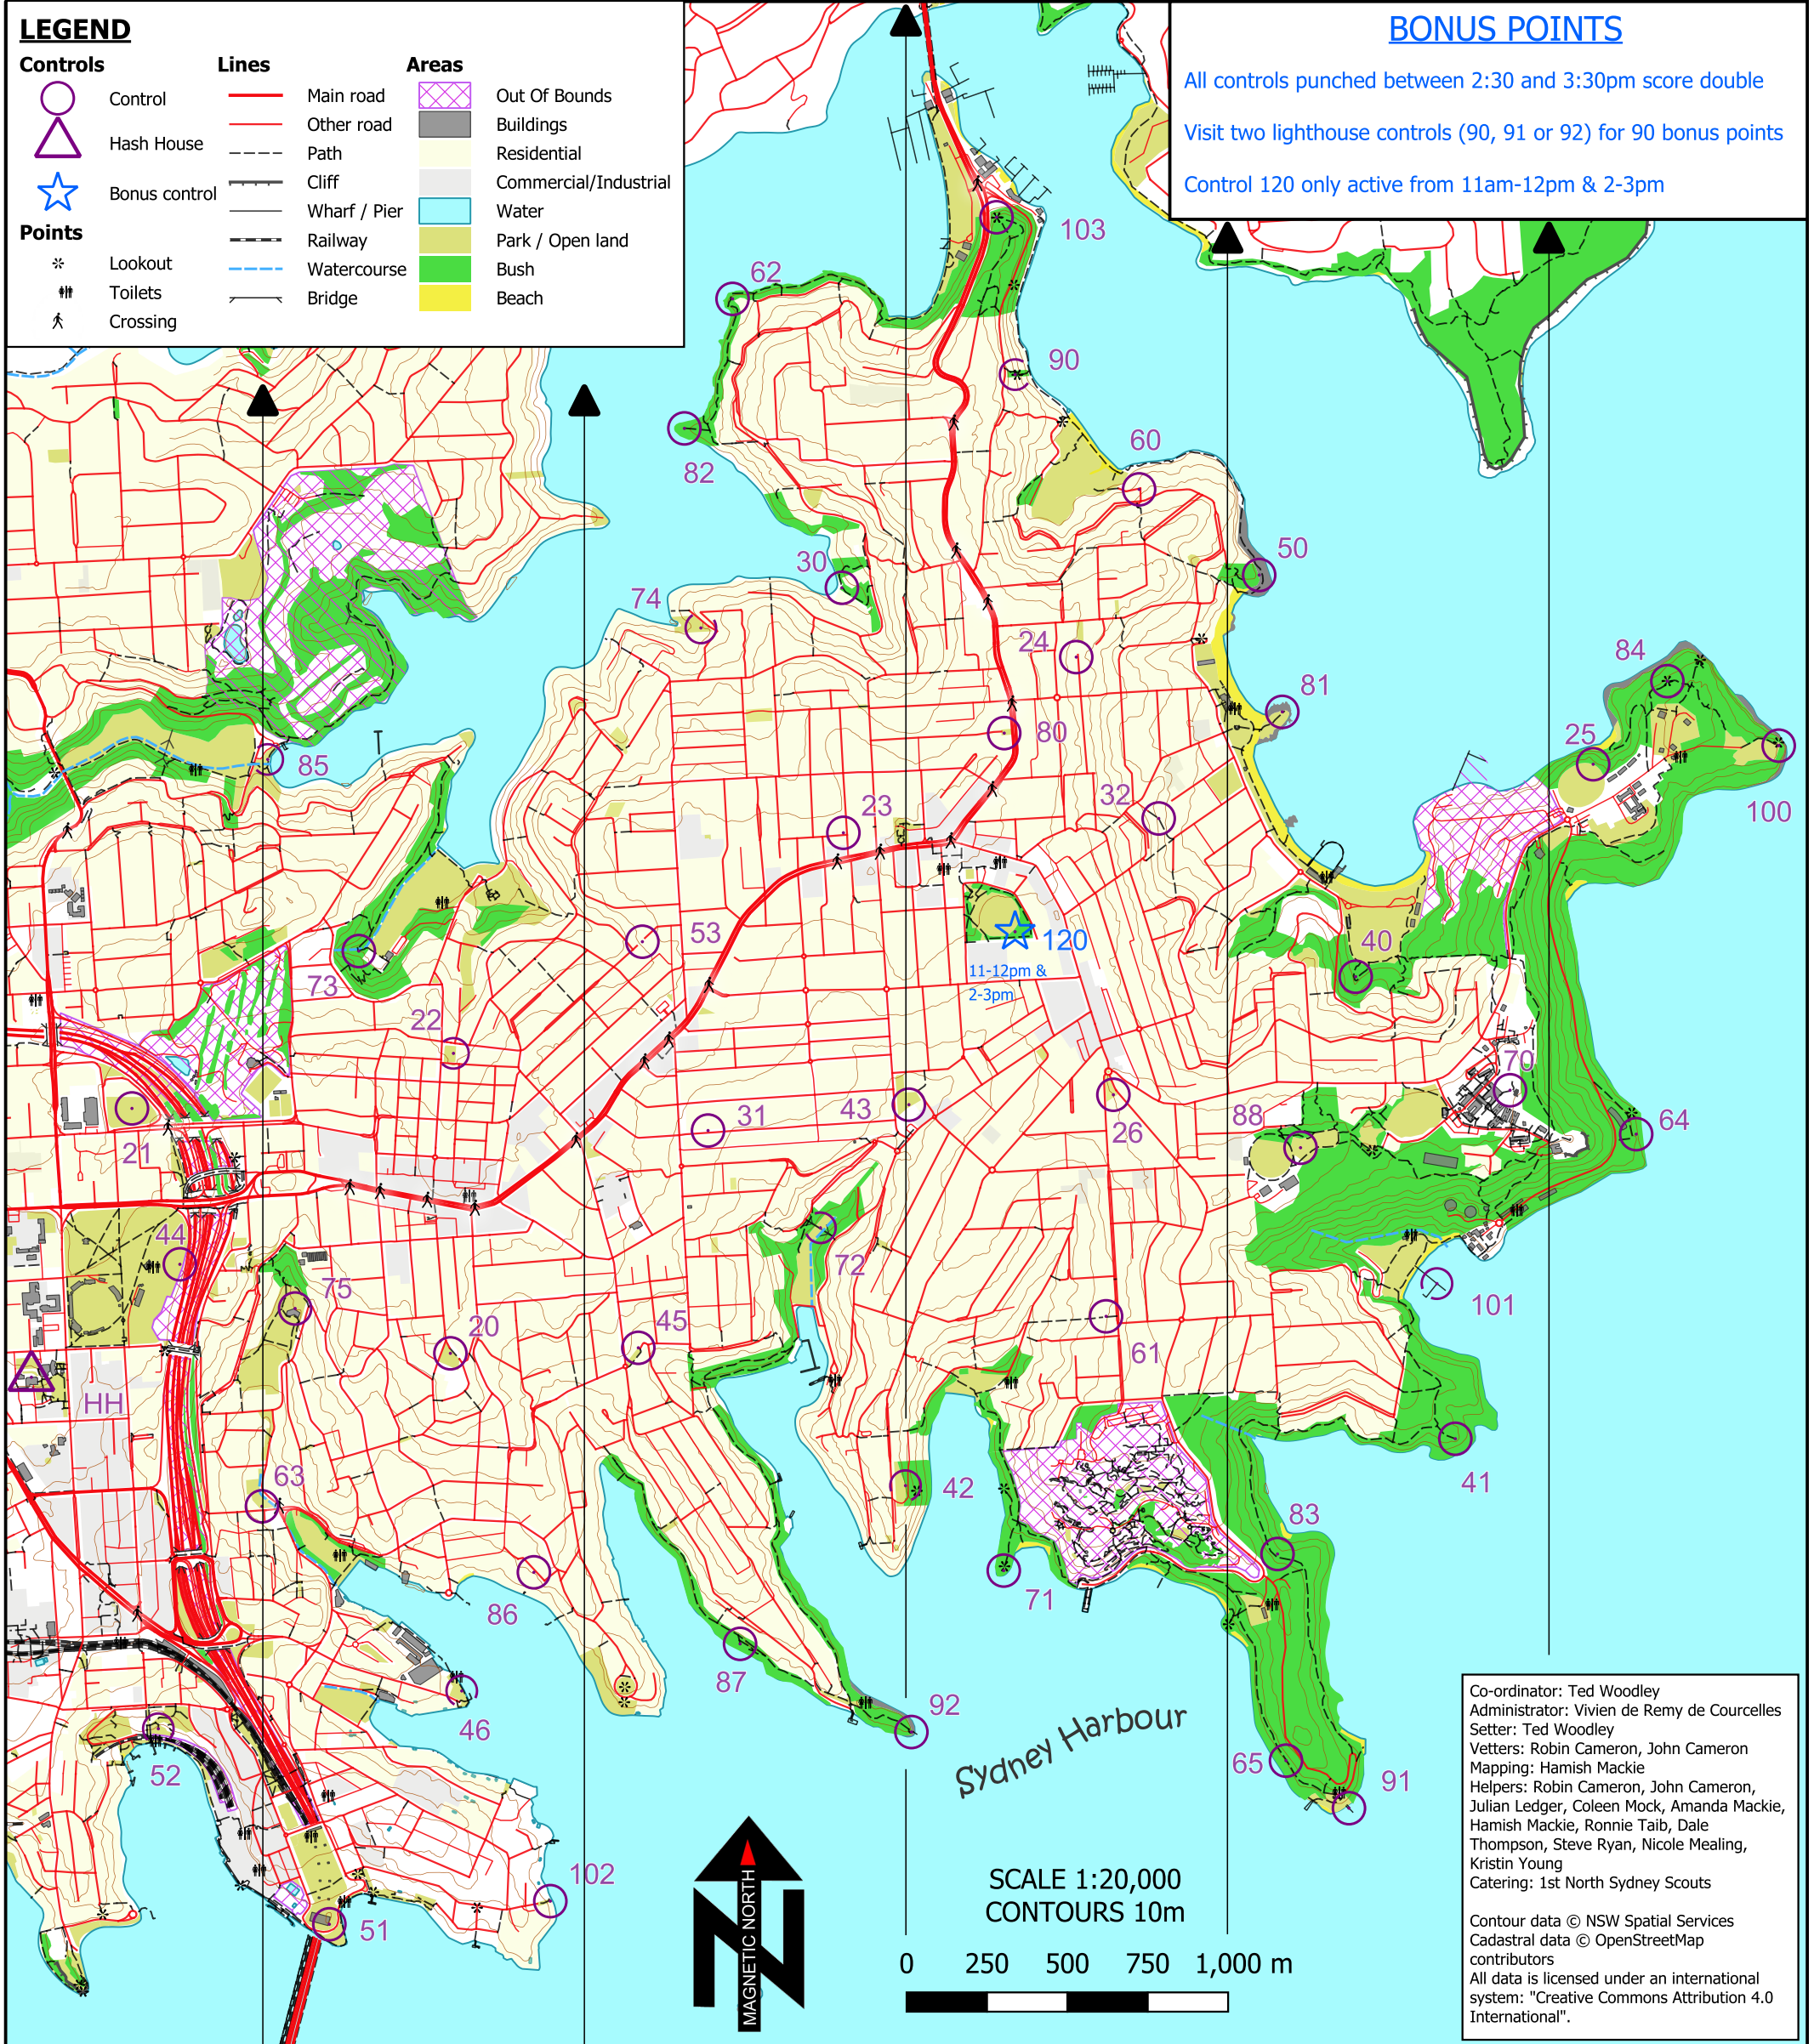 LEGEND
Controls
Control
Hash House
Bonus control
Points
Lookout
Toilets
Crossing
Lines
Main road
Other road
Path
Cliff
Wharf / Pier
Railway
Watercourse
Bridge
Areas
Out Of Bounds
Buildings
Residential
Commercial/Industrial
Water
Park / Open land
Bush
Beach
BONUS POINTS
All controls punched between 2:30 and 3:30pm score double
Visit two lighthouse controls (90, 91 or 92) for 90 bonus points
Control 120 only active from 11am-12pm & 2-3pm
103
62
90
82
60
30
50
74
24
84
81
80
25
85
100
32
23
53
120
11-12pm &
2-3pm
40
73
22
70
21
31
43
26
88
64
44
72
75
101
20
45
61
HH
63
42
41
83
86
71
87
46
92
65
91
52
102
51
Sydney Harbour
MAGNETIC NORTH
N
SCALE 1:20,000
CONTOURS 10m
0 250 500 750 1,000 m
Co-ordinator: Ted Woodley
Administrator: Vivien de Remy de Courcelles
Setter: Ted Woodley
Vetters: Robin Cameron, John Cameron
Mapping: Hamish Mackie
Helpers: Robin Cameron, John Cameron,
Julian Ledger, Coleen Mock, Amanda Mackie,
Hamish Mackie, Ronnie Taib, Dale
Thompson, Steve Ryan, Nicole Mealing,
Kristin Young
Catering: 1st North Sydney Scouts
Contour data © NSW Spatial Services
Cadastral data © OpenStreetMap
contributors
All data is licensed under an international
system: "Creative Commons Attribution 4.0
International".